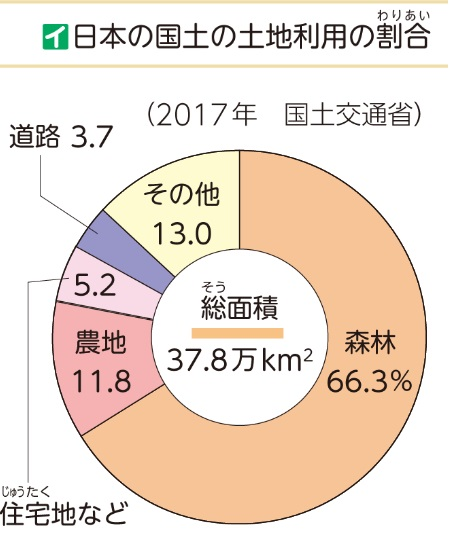 わりあい
イ日本の国土の土地利用の割合
（2017年　国土交通省）
道路 3.7
その他
13.0
5.2
そう
総面積
37.8万km²
農地
11.8
森林
66.3%
じゅうたく
住宅地など